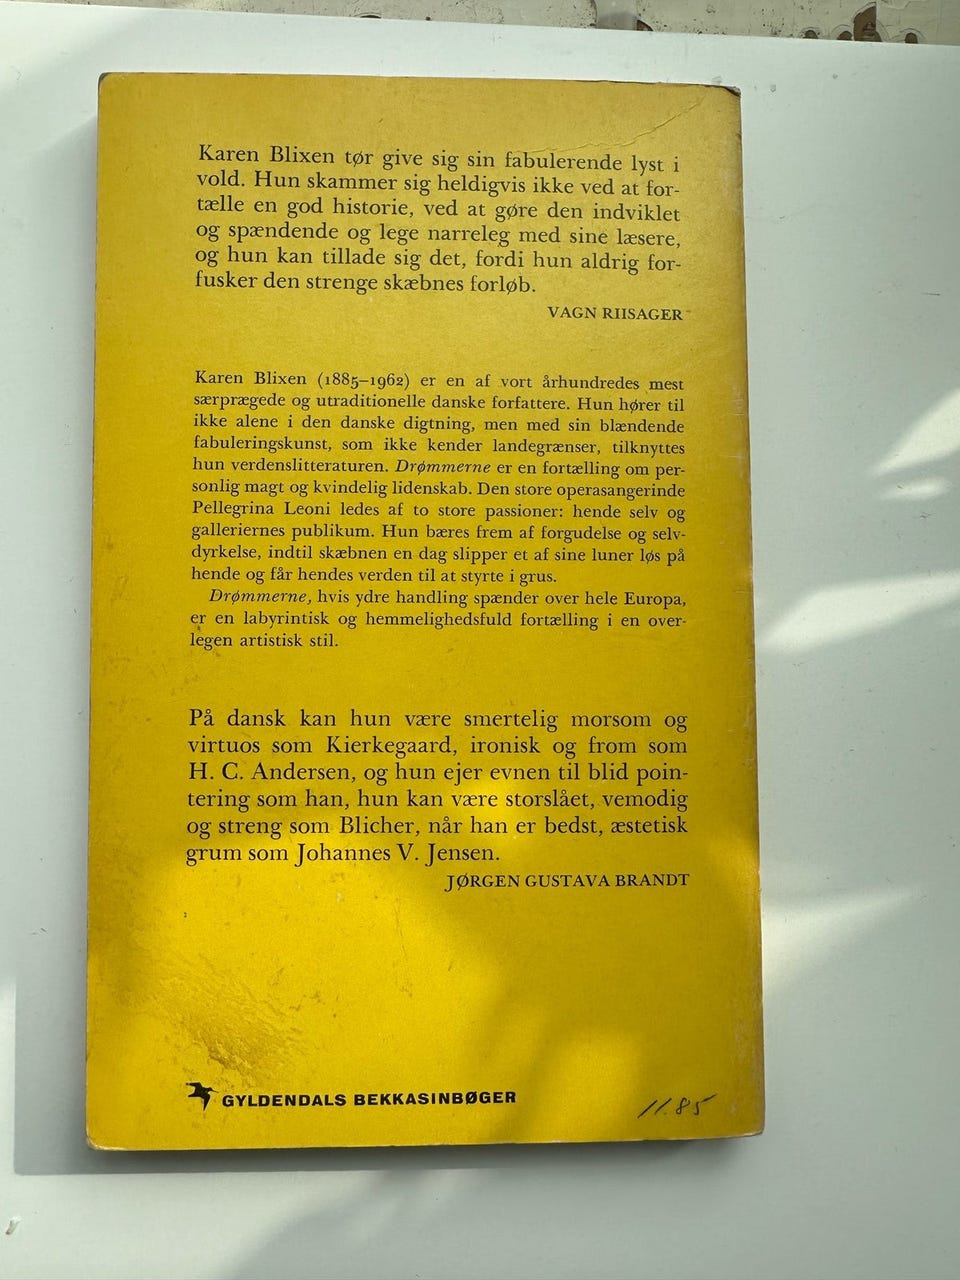 Karen Blixen tør give sig sin fabulerende lyst i
vold. Hun skammer sig heldigvis ikke ved at for-
tælle en god historie, ved at gøre den indviklet
og spændende og lege narreleg med sine læsere,
og hun kan tillade sig det, fordi hun aldrig for-
fusker den strenge skæbnes forløb.
VAGN RIISAGER
Karen Blixen (1885–1962) er en af vort århundredes mest
særprægede og utraditionelle danske forfattere. Hun hører til
ikke alene i den danske digtning, men med sin blændende
fabuleringskunst, som ikke kender landegrænser, tilknyttes
hun verdenslitteraturen. Drømmerne er en fortælling om per-
sonlig magt og kvindelig lidenskab. Den store operasangerinde
Pellegrina Leoni ledes af to store passioner: hende selv og
galleriernes publikum. Hun bæres frem af forgudelse og selv-
dyrkelse, indtil skæbnen en dag slipper et af sine luner løs på
hende og får hendes verden til at styrte i grus.
Drømmerne, hvis ydre handling spænder over hele Europa,
er en labyrintisk og hemmelighedsfuld fortælling i en over-
legen artistisk stil.
På dansk kan hun være smertelig morsom og
virtuos som Kierkegaard, ironisk og from som
H. C. Andersen, og hun ejer evnen til blid poin-
tering som han, hun kan være storslået, vemodig
og streng som Blicher, når han er bedst, æstetisk
grum som Johannes V. Jensen.
JØRGEN GUSTAVA BRANDT
GYLDENDALS BEKKASINBØGER
11.85